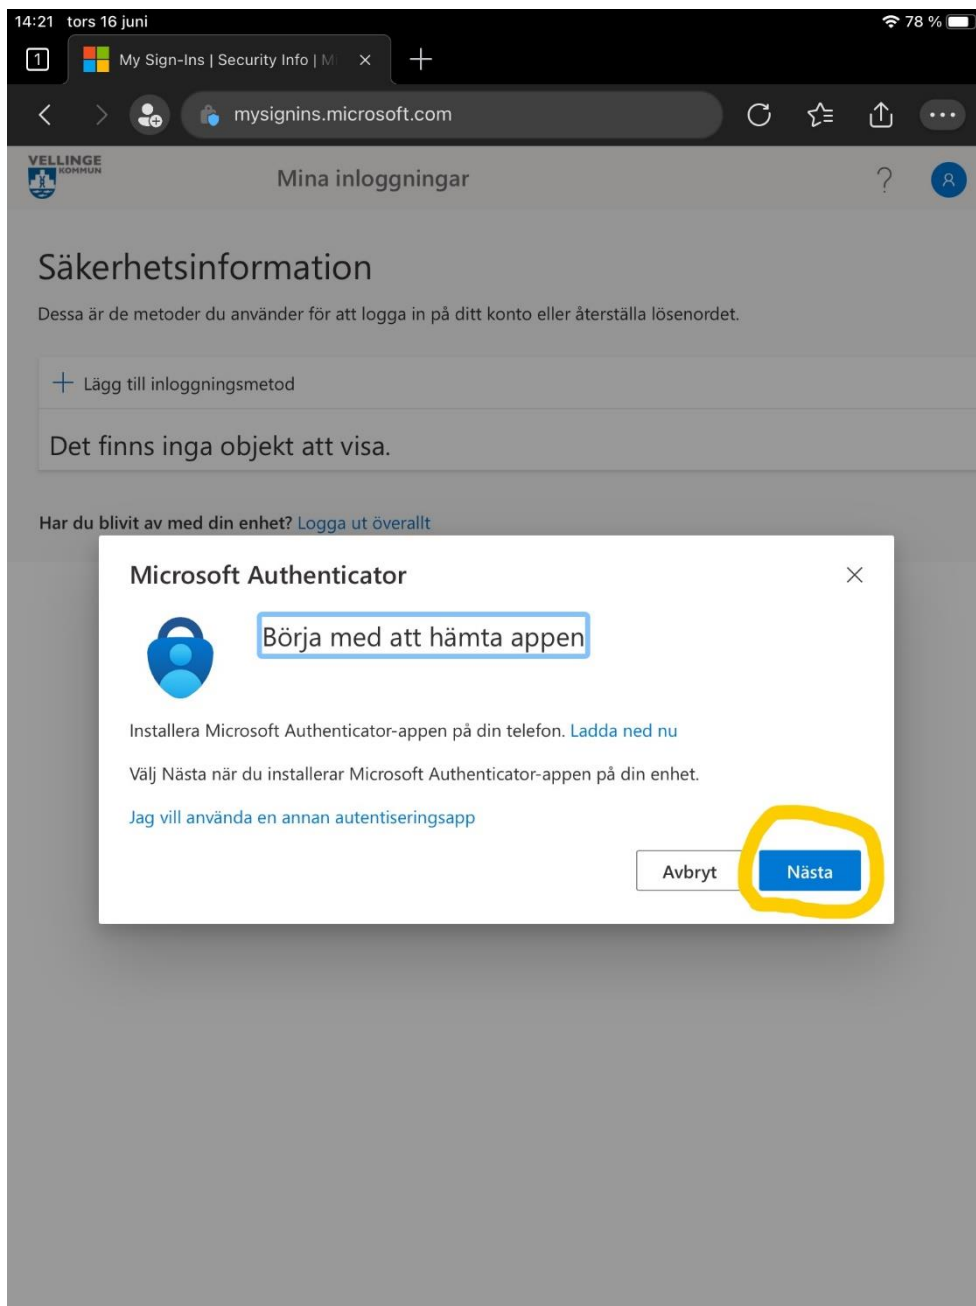 14:21 tors 16 juni 78 %
1 My Sign-Ins | Security Info | M
mysignins.microsoft.com
VELLINGE
KOMMUN
Mina inloggningar
Säkerhetsinformation
Dessa är de metoder du använder för att logga in på ditt konto eller återställa lösenordet.
Lägg till inloggningsmetod
Det finns inga objekt att visa.
Har du blivit av med din enhet? Logga ut överallt
Microsoft Authenticator
Börja med att hämta appen
Installera Microsoft Authenticator-appen på din telefon. Ladda ned nu
Välj Nästa när du installerar Microsoft Authenticator-appen på din enhet.
Jag vill använda en annan autentiseringsapp
Avbryt Nästa